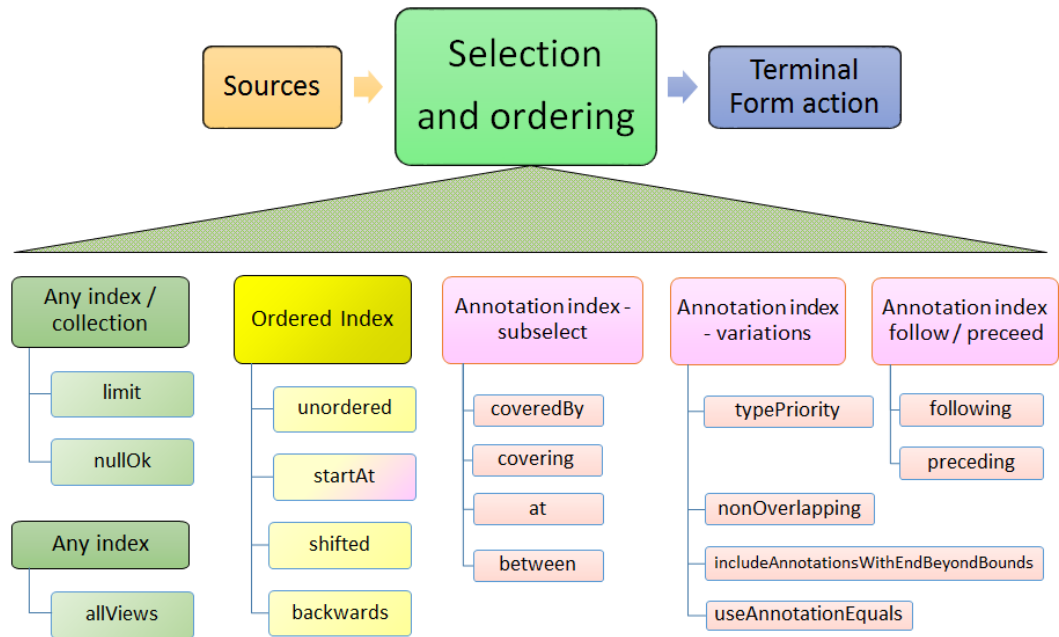 Sources
Selection
and ordering
Terminal
Form action
Any index /
collection
limit
nullOk
Any index
allViews
Ordered Index
unordered
startAt
shifted
backwards
Annotation index -
subselect
coveredBy
covering
at
between
Annotation index
- variations
typePriority
nonOverlapping
includeAnnotationsWithEndBeyondBounds
useAnnotationEquals
Annotation index
follow / preceed
following
preceding